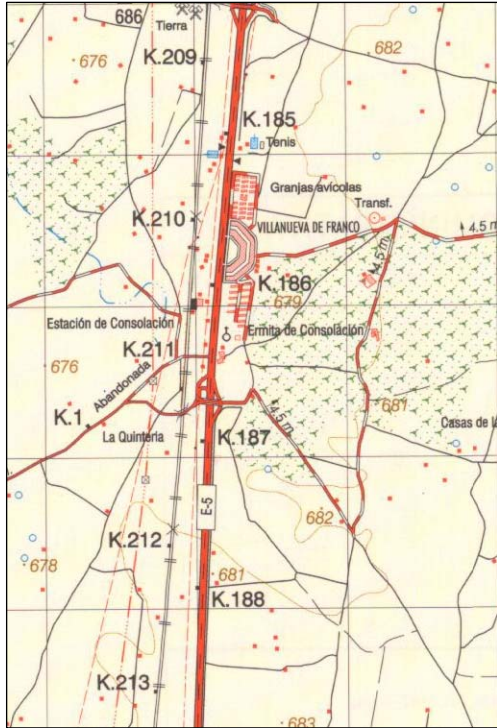 686
Tierra
676
682
K.209
K.185
Tenis
Granjas avícolas
Transf.
K.210
VILLANUEVA DE FRANCO
4.5 m
4.5 m
K.186
679
Estación de Consolación
Ermita de Consolación
K.211
676
Abandonada
4.5 m
681
K.1
Casas de l
La Quinteria
K.187
E-5
682
K.212
678
681
K.188
K.213
683